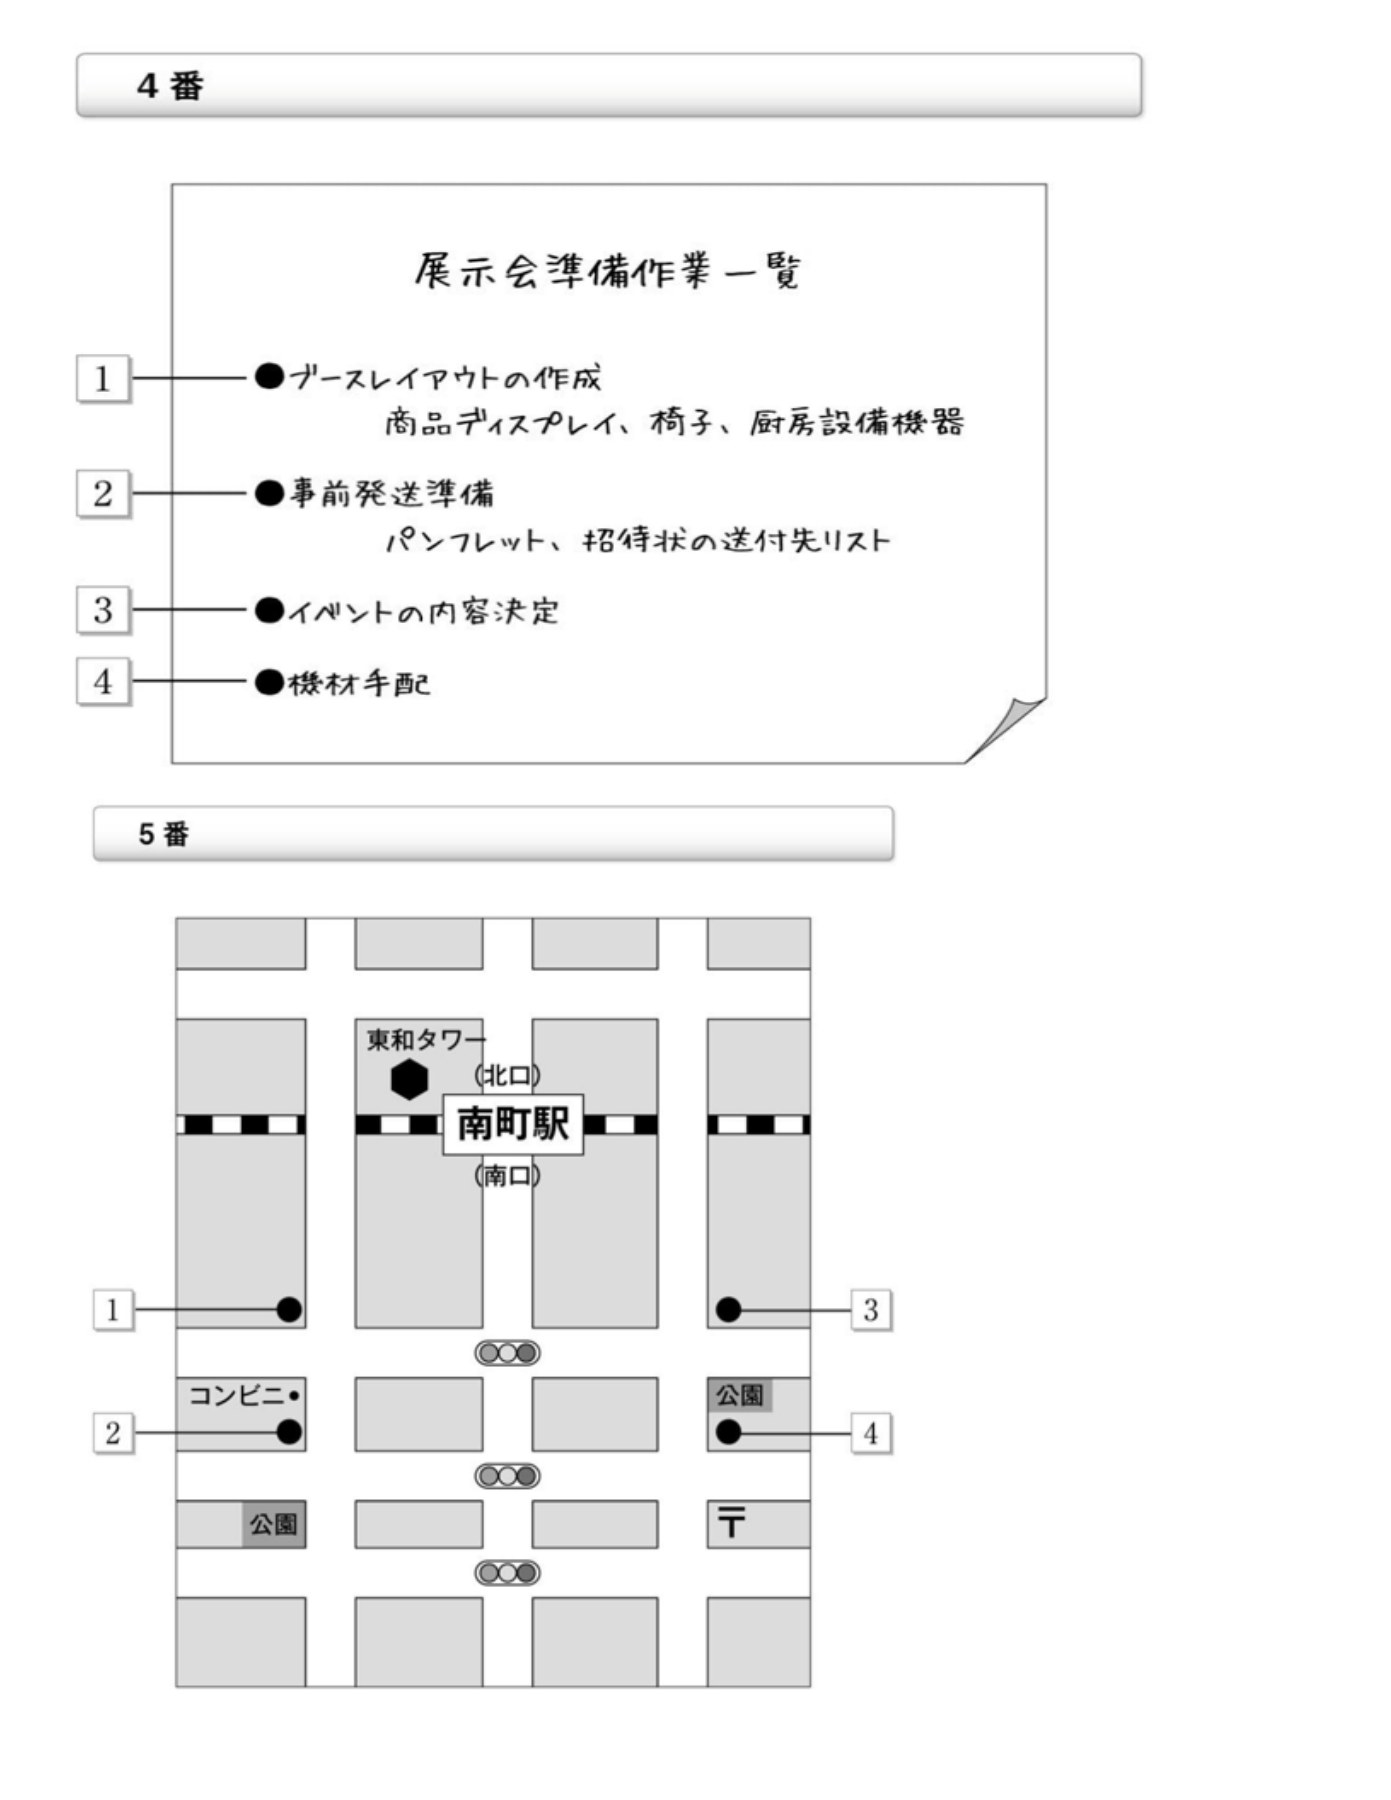 4 番
展示会準備作業一覧
1 ●ブースレイアウトの作成
商品ディスプレイ、椅子、厨房設備機器
2 ●事前発送準備
パンフレット、招待状の送付先リスト
3 ●イベントの内容決定
4 ●機材手配
5 番
東和タワー
(北口)
南町駅
(南口)
1
3
コンビニ
公園
2
4
公園
〒